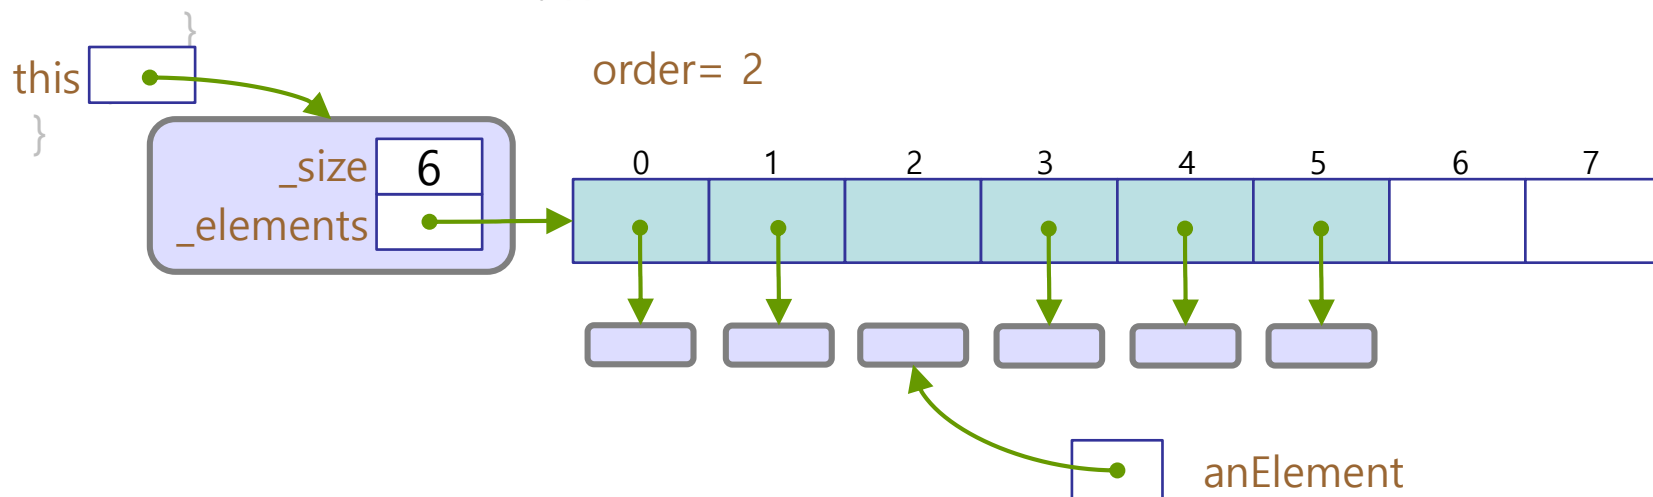 }
this
order= 2
}
_size 6
0 1 2 3 4 5 6 7
_elements
anElement